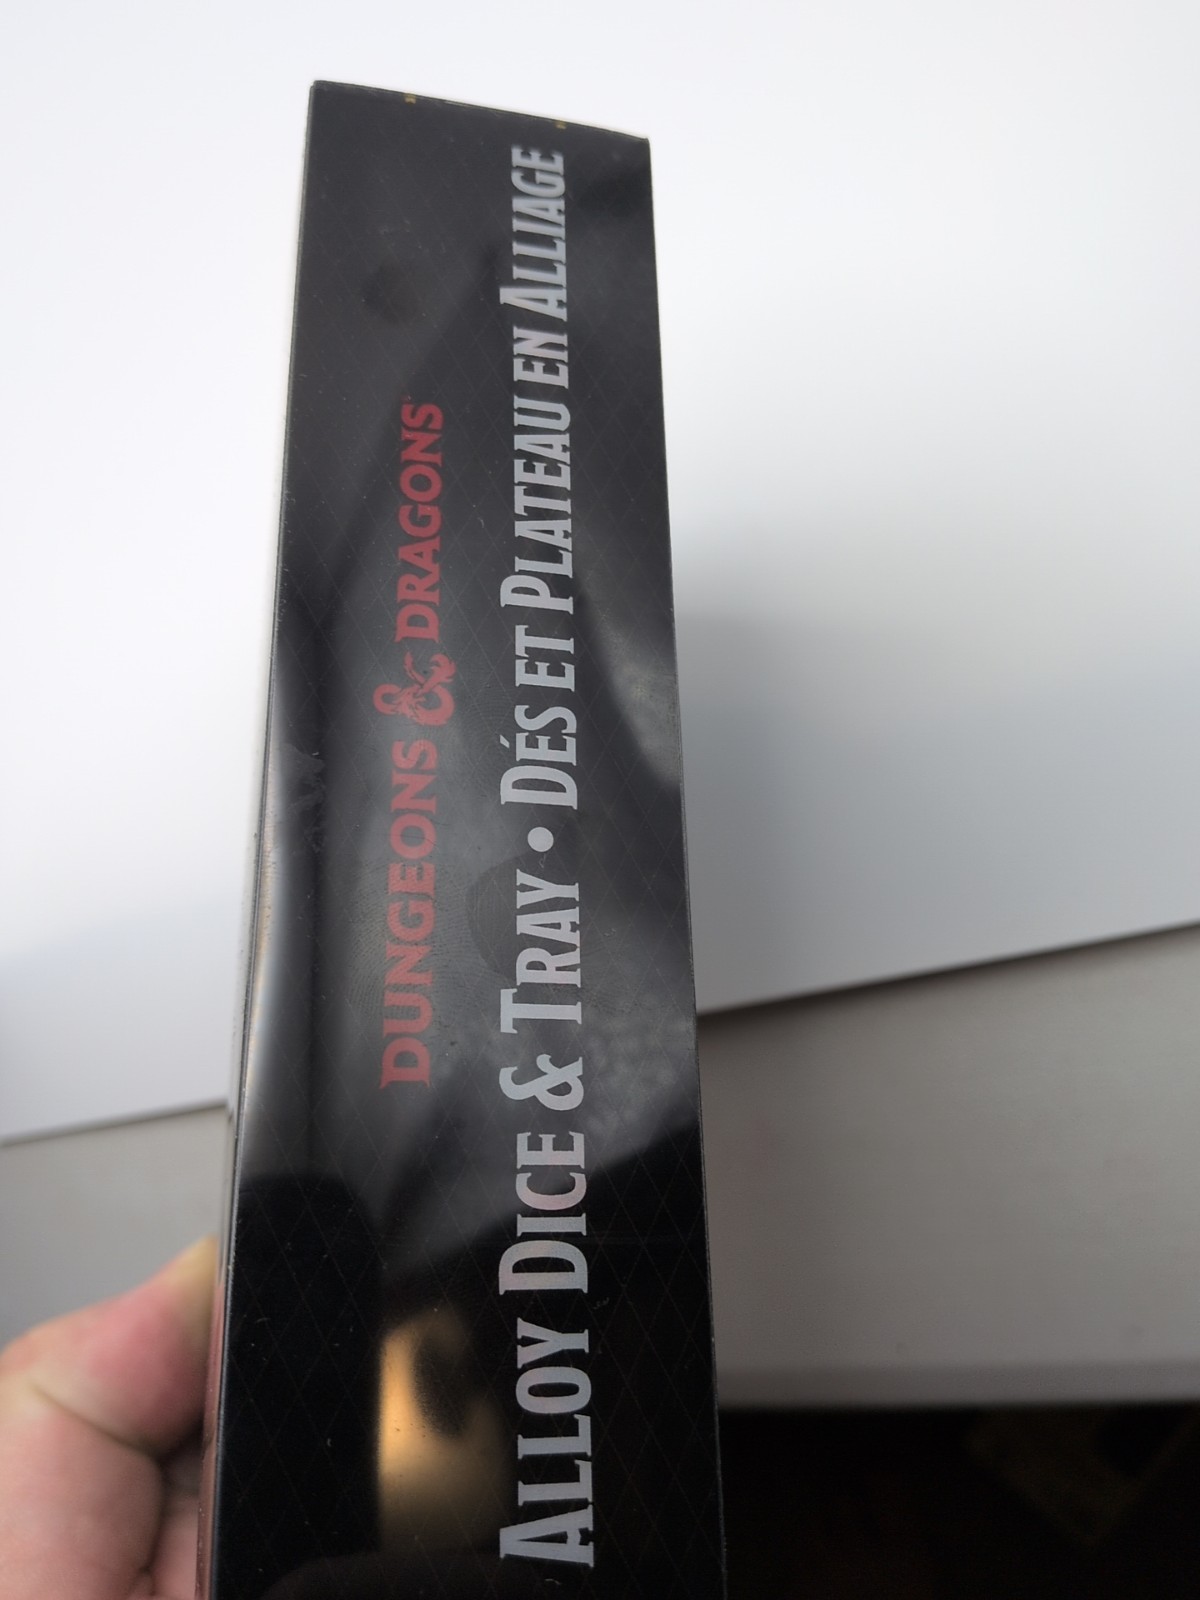 DUNGEONS & DRAGONS
ALLOY DICE & TRAY • DÉS ET PLATEAU EN ALLIAGE